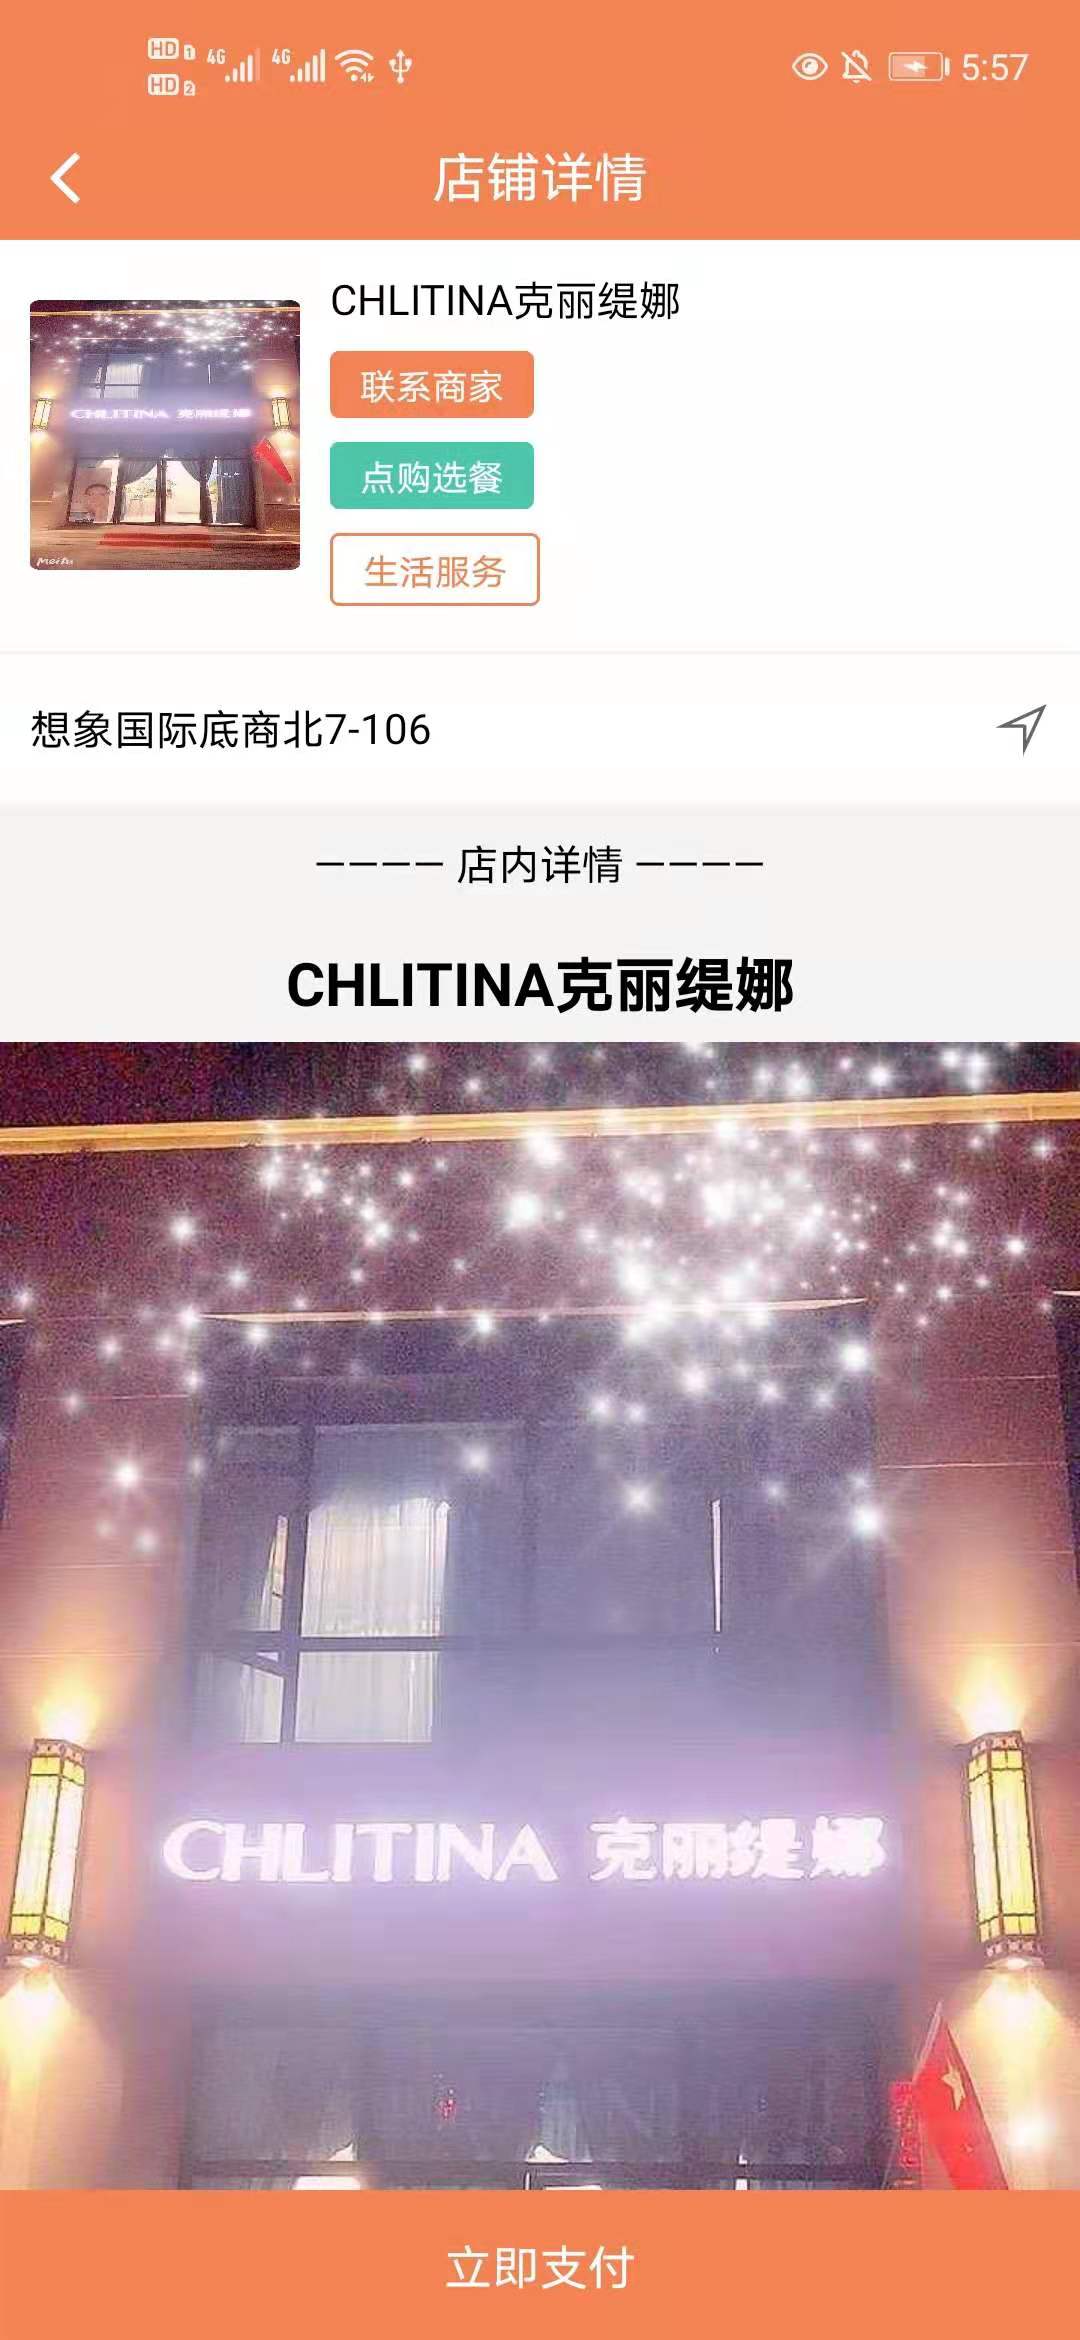 HD 1 4G 4G
HD 2
5:57
店铺详情
CHLITINA克丽缇娜
CHLITINA 克丽缇娜
Meitu
联系商家
点购选餐
生活服务
想象国际底商北7-106
---- 店内详情 ----
CHLITINA克丽缇娜
CHLITINA 克丽缇娜
立即支付